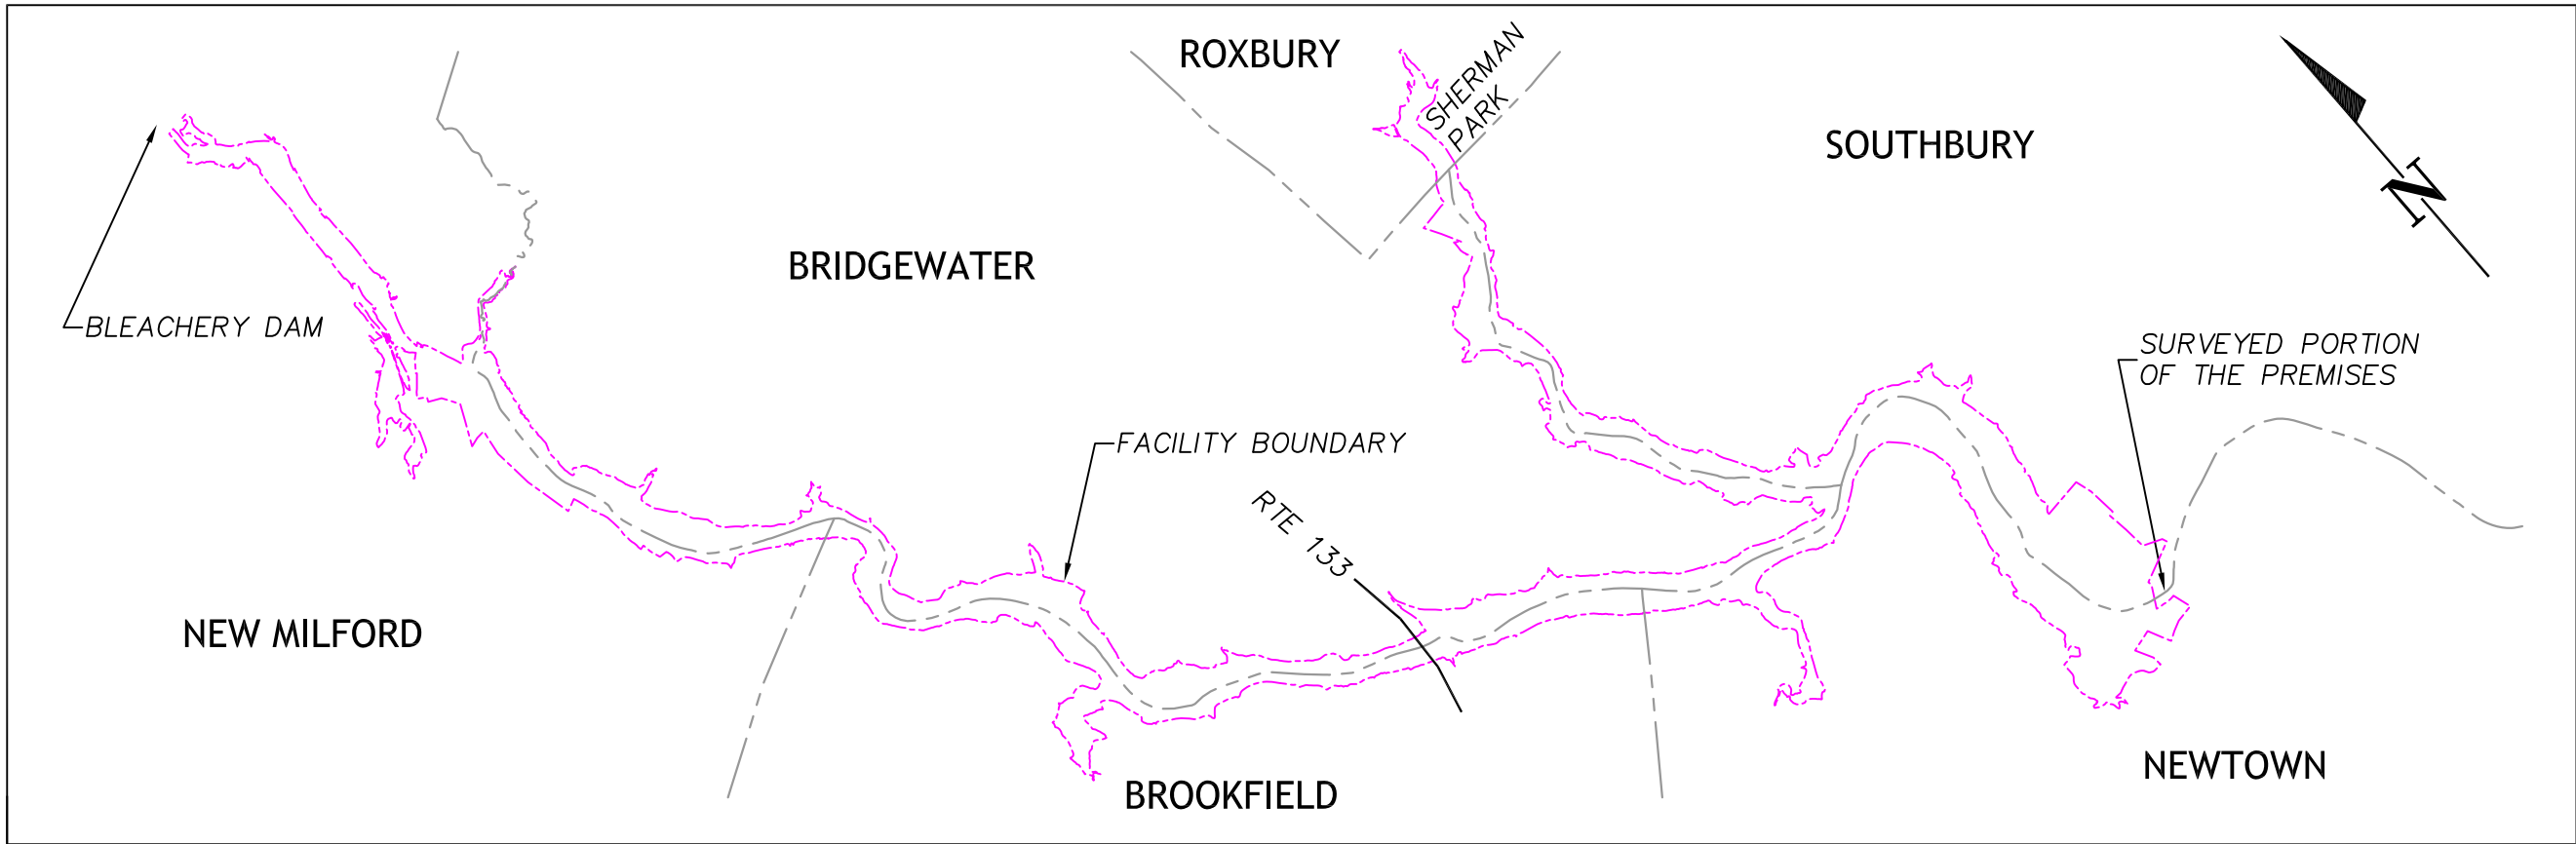 ROXBURY
SHERMAN
PARK
SOUTHBURY
N
BRIDGEWATER
BLEACHERY DAM
SURVEYED PORTION
OF THE PREMISES
FACILITY BOUNDARY
RTE 133
NEW MILFORD
NEWTOWN
BROOKFIELD